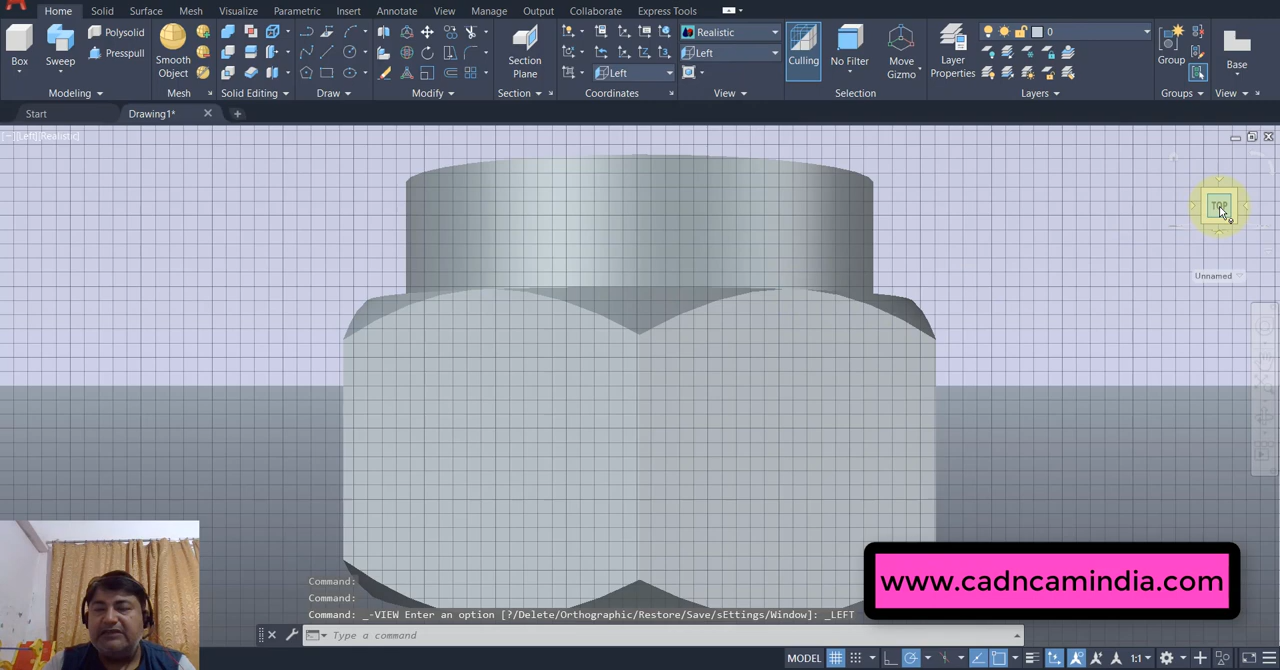 Home Solid Surface Mesh Visualize Parametric Insert Annotate View Manage Output Collaborate Express Tools
Box
Sweep
Polysolid
Presspull
Smooth
Object
Section
Plane
Realistic
Left
Left
Culling
No Filter
Move
Gizmo
Layer
Properties
0
Group
Base
Modeling Mesh Solid Editing Draw Modify Section Coordinates View Selection Layers Groups View
Start Drawing1*
[−][Left][Realistic]
TOP
Unnamed
Command:
Command:
Command: _-VIEW Enter an option [?/Delete/Orthographic/Restore/Save/sEttings/Window]: _LEFT
Type a command
www.cadncamindia.com
MODEL 1:1